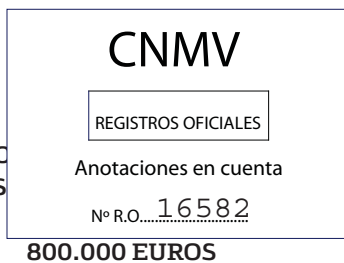 CNMV
REGISTROS OFICIALES
Anotaciones en cuenta
Nº R.O....16582
800.000 EUROS